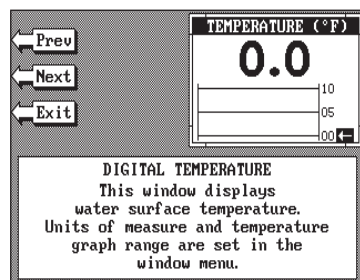 Prev
Next
Exit
TEMPERATURE (°F)
0.0
10
05
00
DIGITAL TEMPERATURE
This window displays
water surface temperature.
Units of measure and temperature
graph range are set in the
window menu.